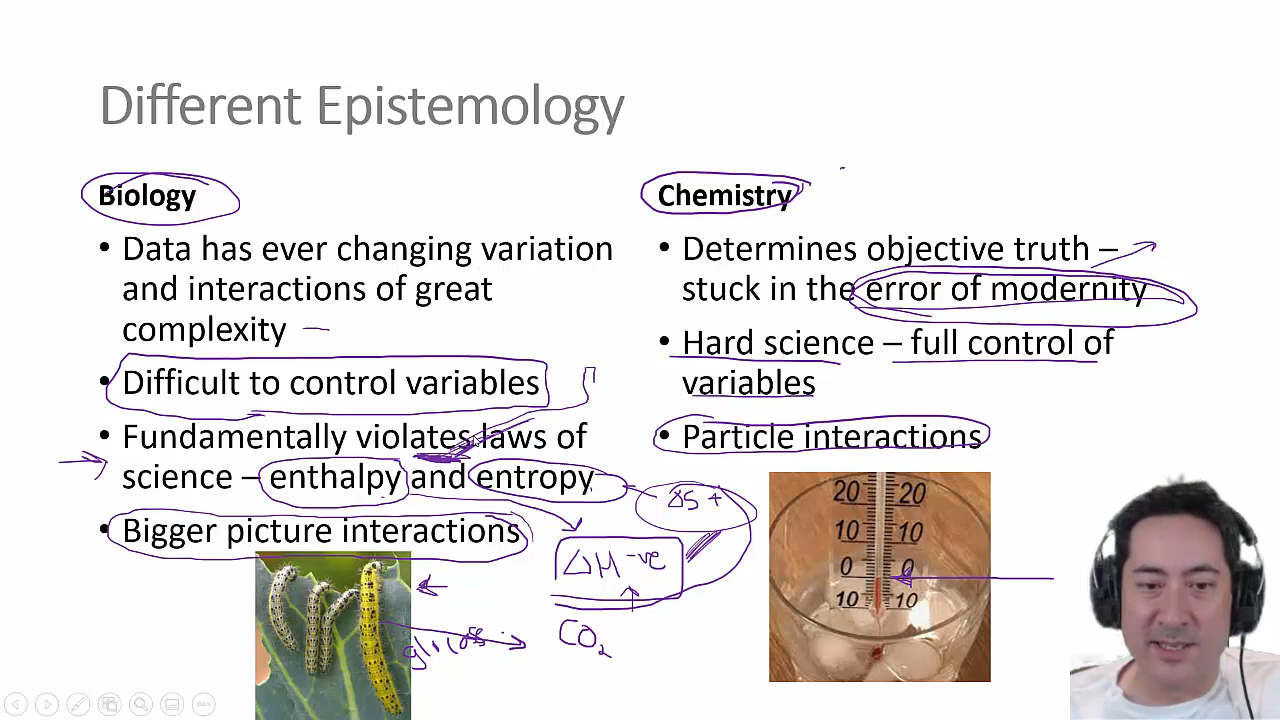 Different Epistemology
Biology
• Data has ever changing variation
and interactions of great
complexity
• Difficult to control variables
• Fundamentally violates laws of
science – enthalpy and entropy
• Bigger picture interactions
Chemistry
• Determines objective truth –
stuck in the error of modernity
• Hard science – full control of
variables
• Particle interactions
ΔS +
ΔH -ve
glucose
CO2
20 20
10 10
0 0
10 10